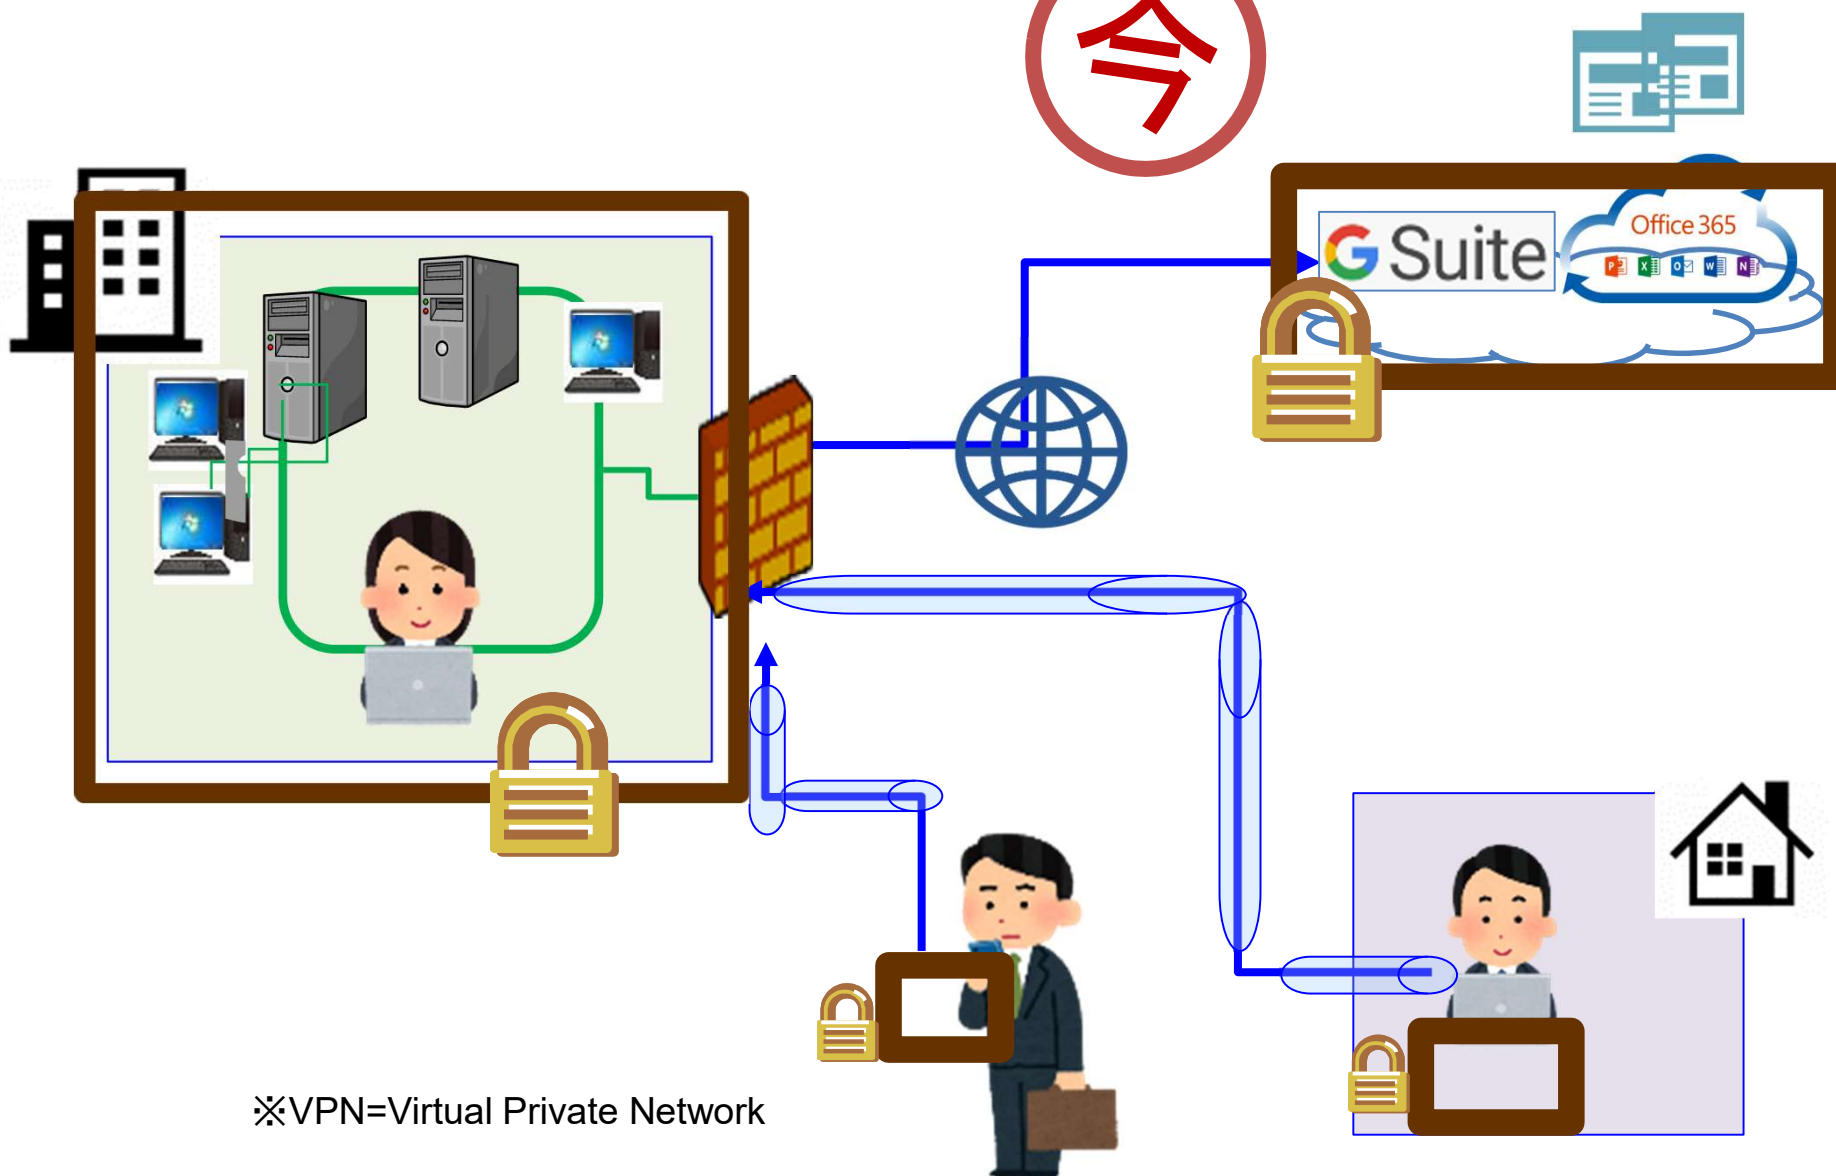 今
Office 365
G Suite
※VPN=Virtual Private Network